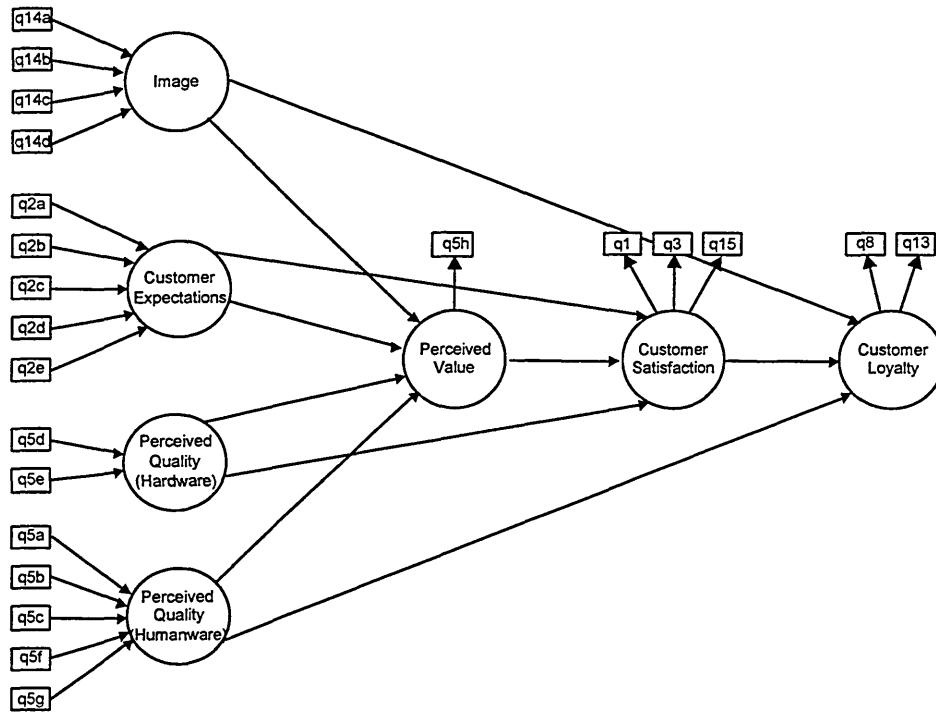 q14a
q14b
q14c
q14d
Image
q2a
q2b
q2c
q2d
q2e
Customer
Expectations
q5d
q5e
Perceived
Quality
(Hardware)
q5a
q5b
q5c
q5f
q5g
Perceived
Quality
(Humanware)
q5h
Perceived
Value
q1
q3
q15
Customer
Satisfaction
q8
q13
Customer
Loyalty